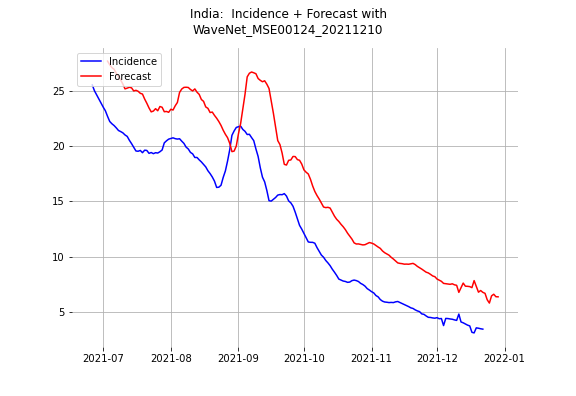 India:  Incidence + Forecast with
WaveNet_MSE00124_20211210
Incidence
Forecast
25
20
15
10
5
2021-07 2021-08 2021-09 2021-10 2021-11 2021-12 2022-01